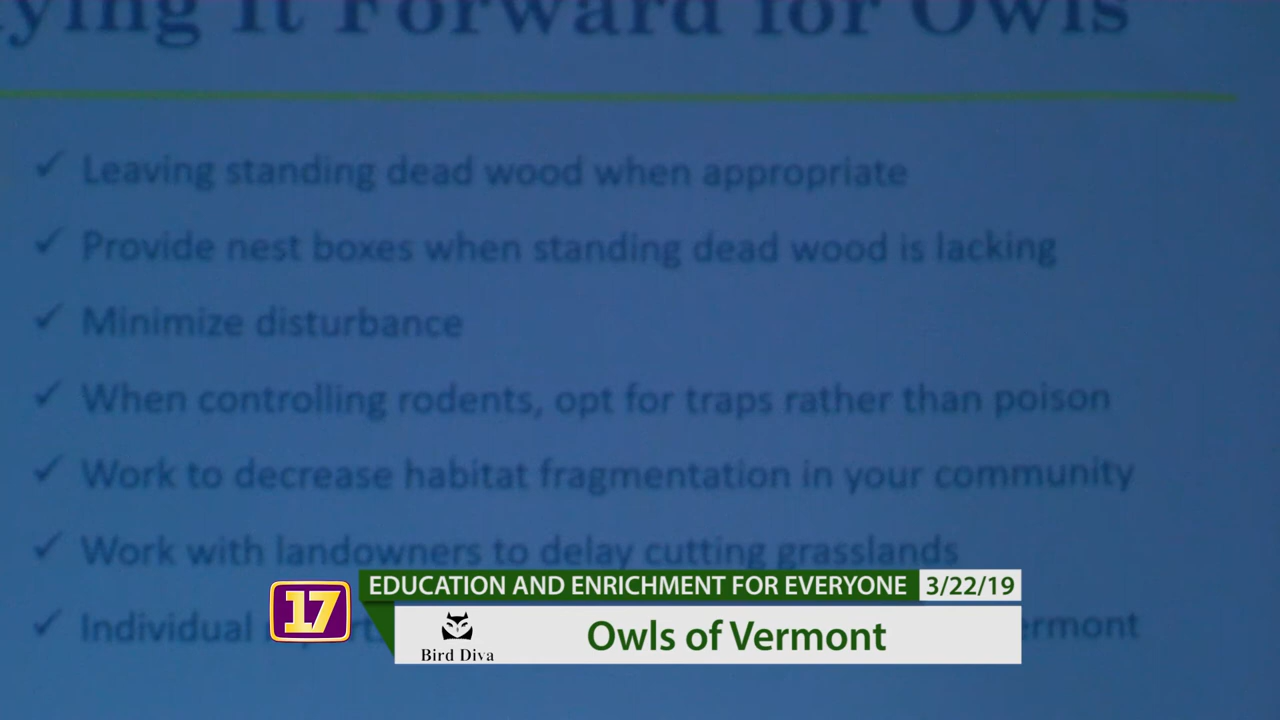 ying It Forward for Owls
✓ Leaving standing dead wood when appropriate
✓ Provide nest boxes when standing dead wood is lacking
✓ Minimize disturbance
✓ When controlling rodents, opt for traps rather than poison
✓ Work to decrease habitat fragmentation in your community
✓ Work with landowners to delay cutting grasslands
✓ Individual ermont
17
EDUCATION AND ENRICHMENT FOR EVERYONE 3/22/19
Bird Diva
Owls of Vermont